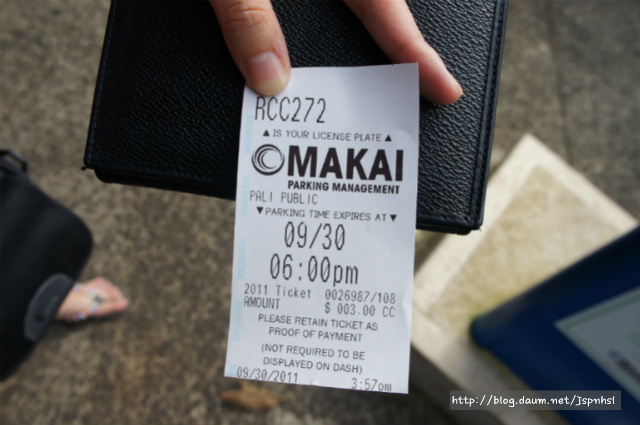 RCC272
▲ IS YOUR LICENSE PLATE ▲
MAKAI
PARKING MANAGEMENT
PALI PUBLIC
▼PARKING TIME EXPIRES AT▼
09/30
06:00pm
2011 Ticket 0026987/108
AMOUNT $ 003.00 CC
PLEASE RETAIN TICKET AS
PROOF OF PAYMENT
(NOT REQUIRED TO BE
DISPLAYED ON DASH)
09/30/2011 3:57pm
http://blog.daum.net/Jspnhsl